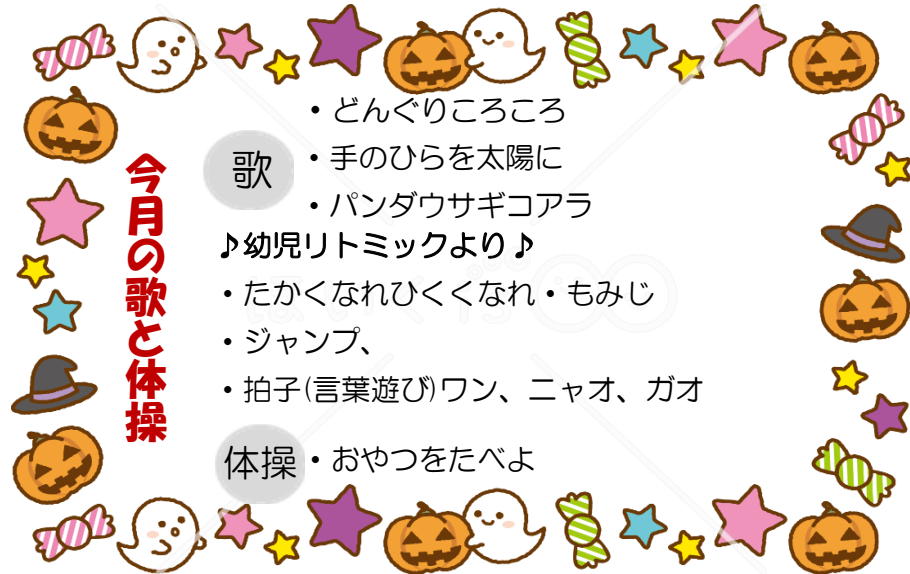 今月の歌と体操
歌
・どんぐりころころ
・手のひらを太陽に
・パンダウサギコアラ
♪幼児リトミックより♪
・たかくなれひくくなれ・もみじ
・ジャンプ、
・拍子(言葉遊び)ワン、ニャオ、ガオ
体操
・おやつをたべよ